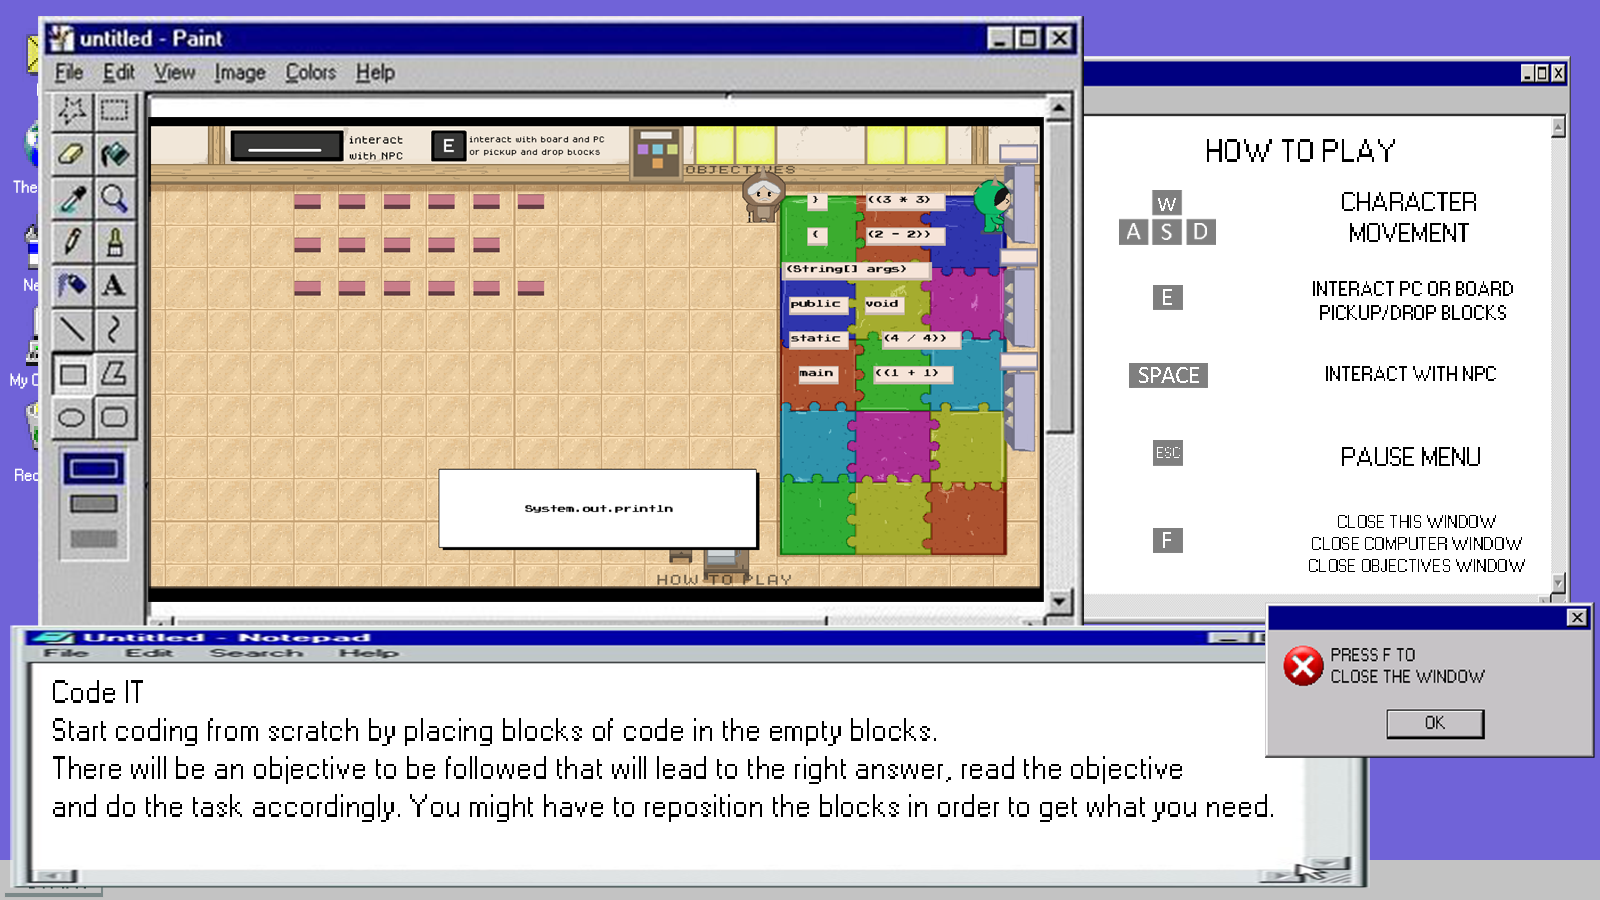 untitled - Paint
File Edit View Image Colors Help
interact
with NPC
E
interact with board and PC
or pickup and drop blocks
OBJECTIVES
}
((3 * 3)
(
(2 - 2))
(String[] args)
public
void
static
(4 / 4))
main
((1 + 1)
System.out.println
HOW TO PLAY
HOW TO PLAY
W
A S D
CHARACTER
MOVEMENT
E
INTERACT PC OR BOARD
PICKUP/DROP BLOCKS
SPACE
INTERACT WITH NPC
ESC
PAUSE MENU
F
CLOSE THIS WINDOW
CLOSE COMPUTER WINDOW
CLOSE OBJECTIVES WINDOW
PRESS F TO
CLOSE THE WINDOW
OK
Untitled - Notepad
File Edit Search Help
Code IT
Start coding from scratch by placing blocks of code in the empty blocks.
There will be an objective to be followed that will lead to the right answer, read the objective
and do the task accordingly. You might have to reposition the blocks in order to get what you need.
The
Ne
My C
Rec